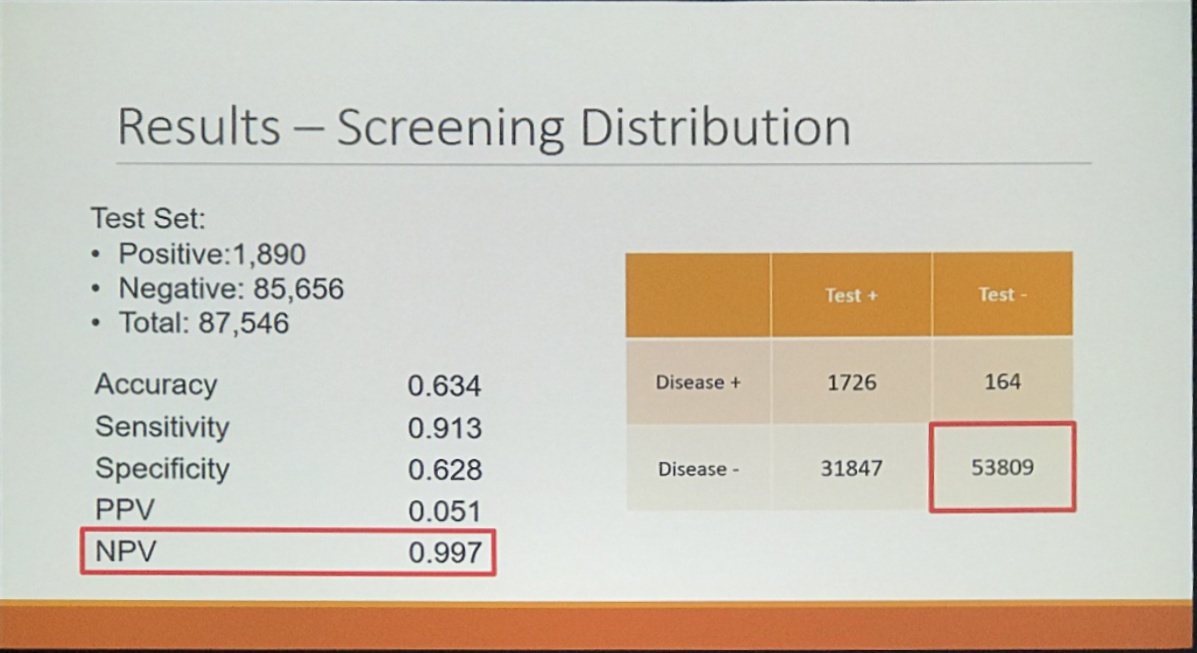 Results – Screening Distribution
Test Set:
• Positive:1,890
• Negative: 85,656
• Total: 87,546
Accuracy 0.634
Sensitivity 0.913
Specificity 0.628
PPV 0.051
NPV 0.997
Test + Test -
Disease + 1726 164
Disease - 31847 53809